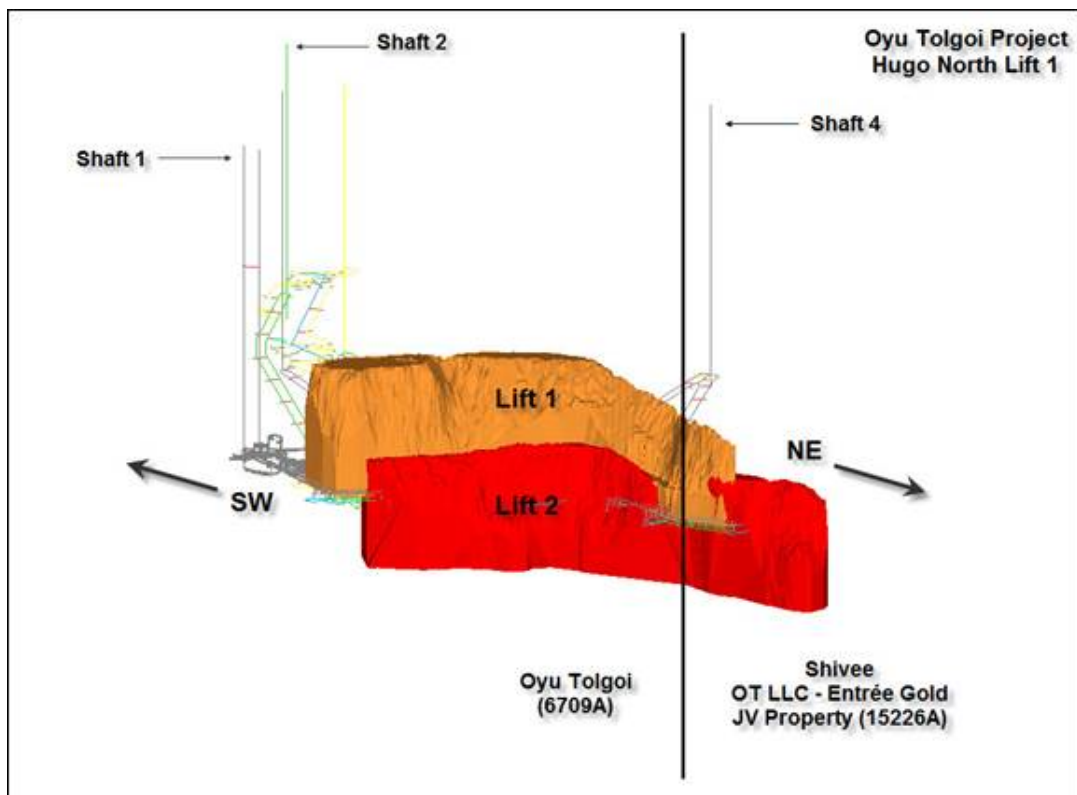 Shaft 2
Oyu Tolgoi Project
Hugo North Lift 1
Shaft 4
Shaft 1
Lift 1
NE
SW
Lift 2
Oyu Tolgoi
(6709A)
Shivee
OT LLC - Entrée Gold
JV Property (15226A)